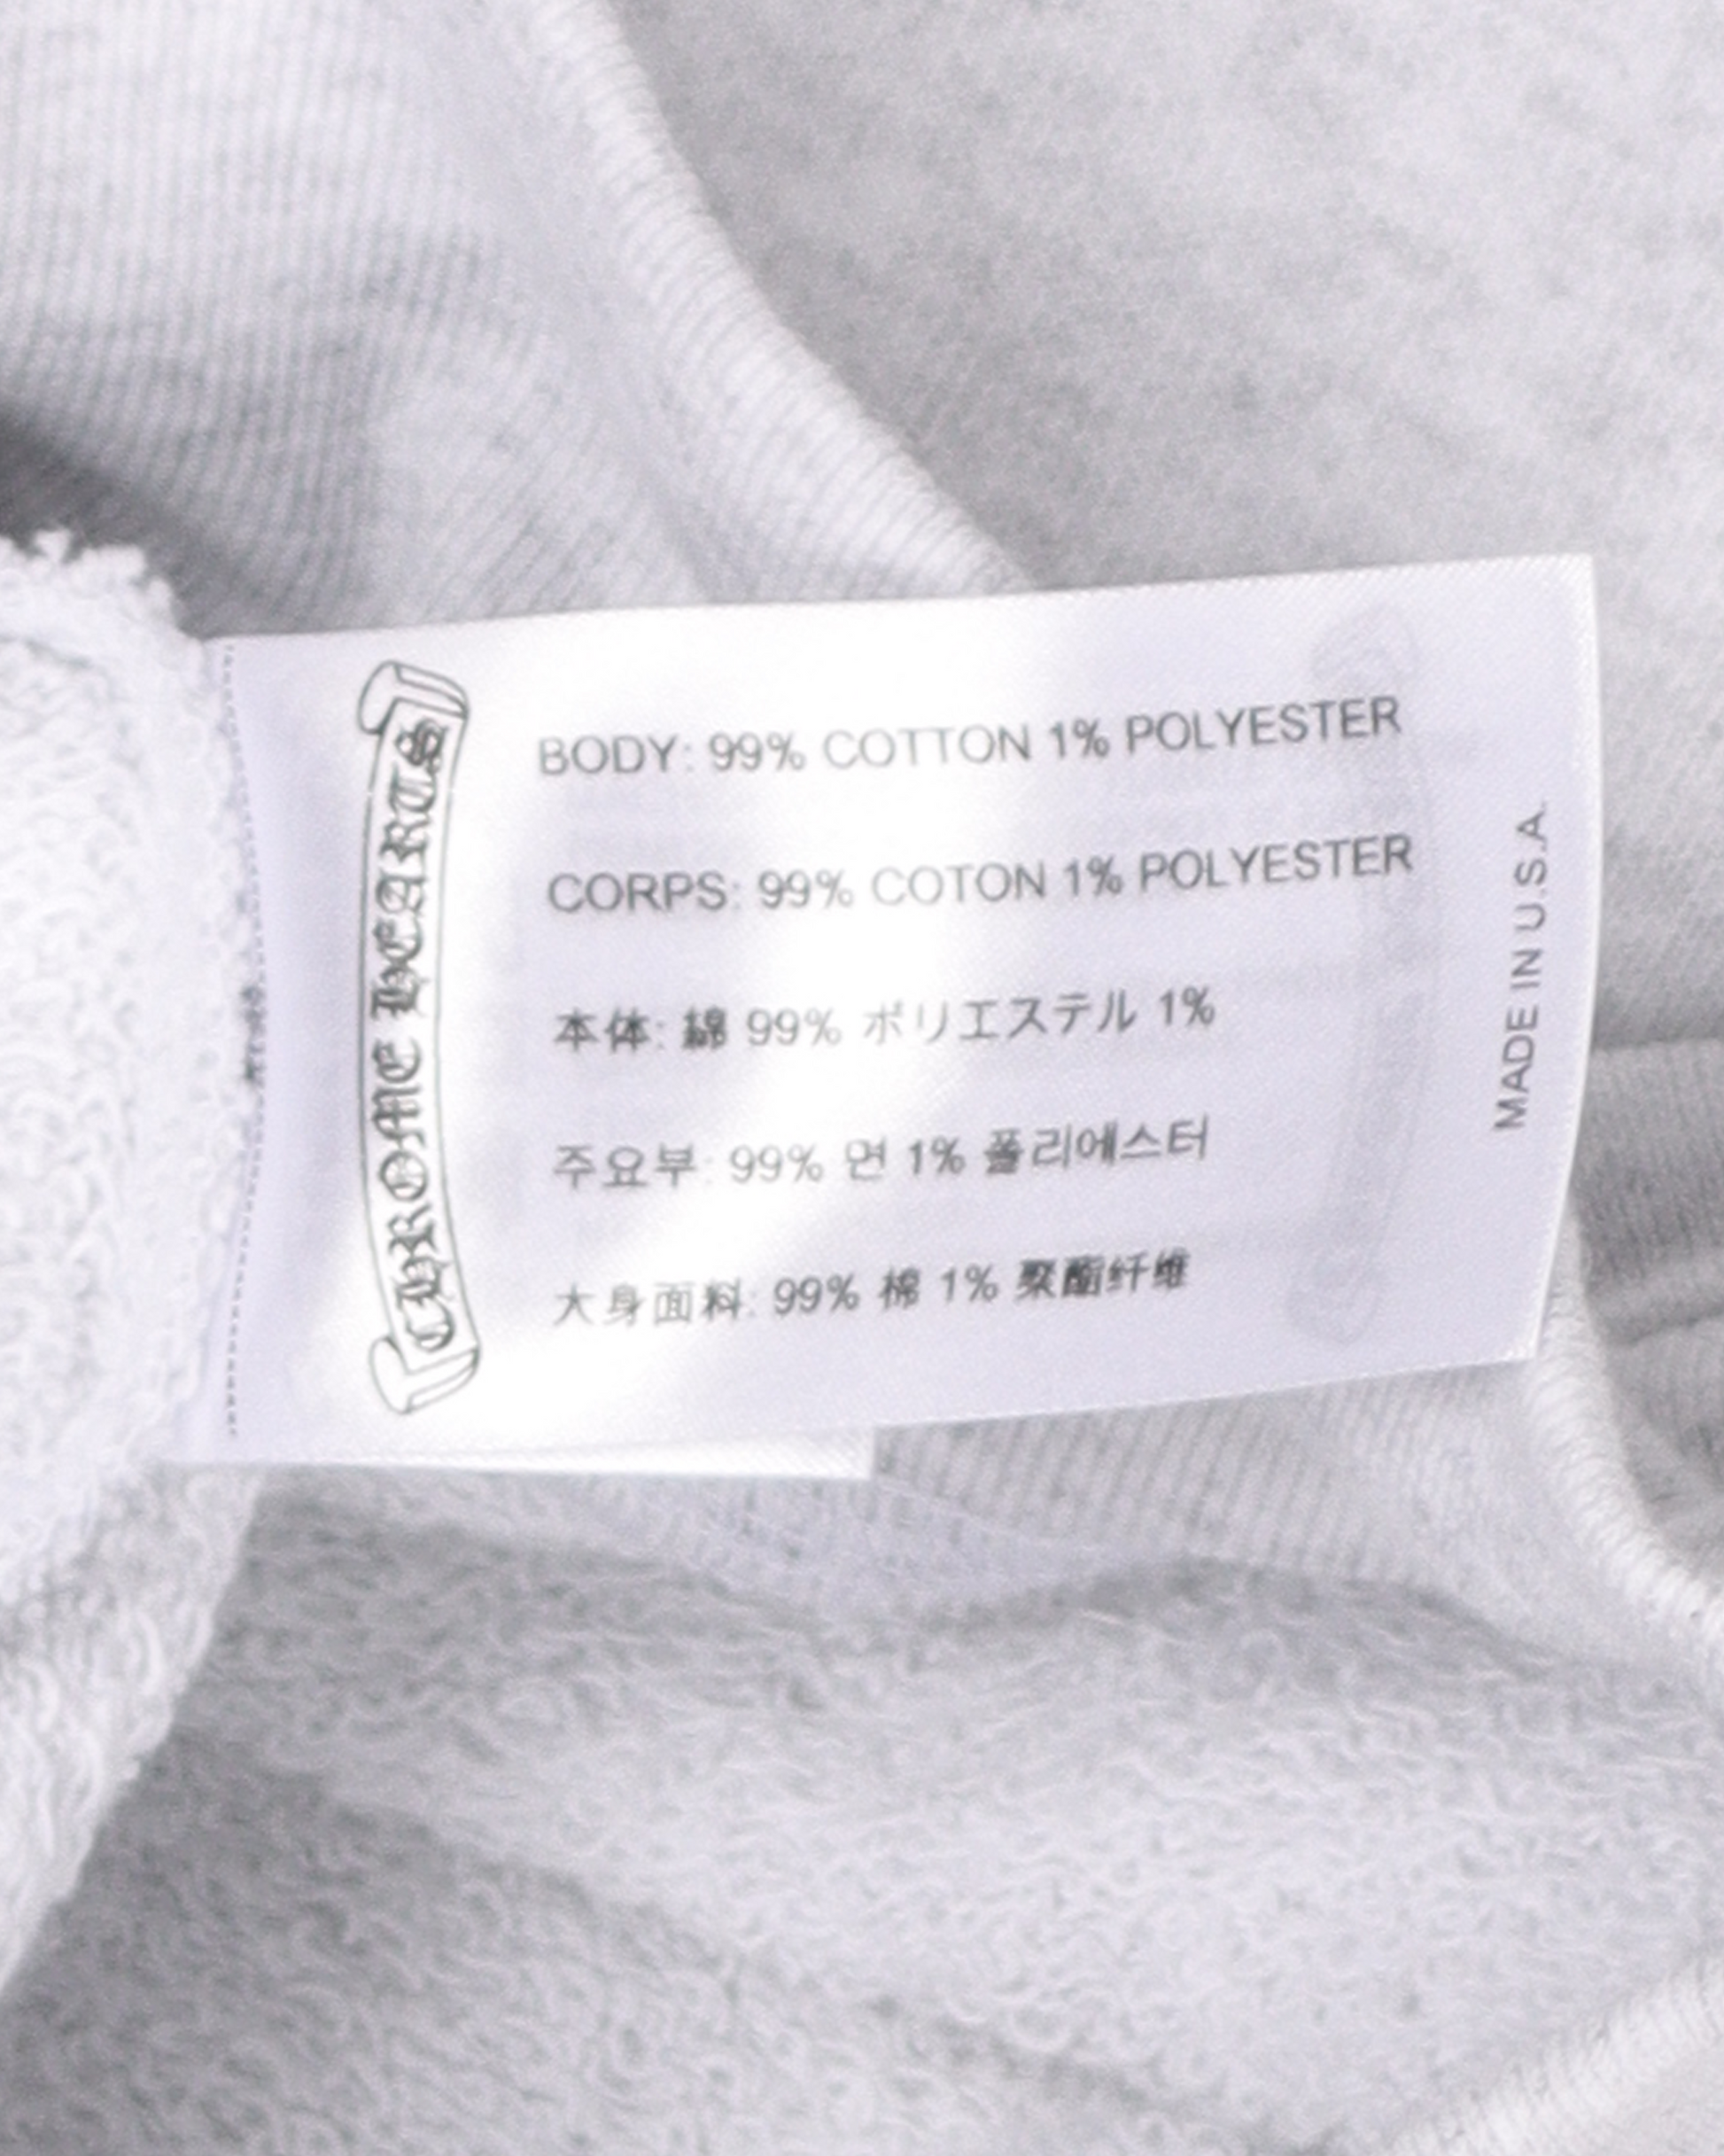 CHROME HEARTS
BODY: 99% COTTON 1% POLYESTER
CORPS: 99% COTON 1% POLYESTER
本体: 綿 99% ポリエステル 1%
주요부: 99% 면 1% 폴리에스터
大身面料: 99% 棉 1% 聚酯纤维
MADE IN U.S.A.